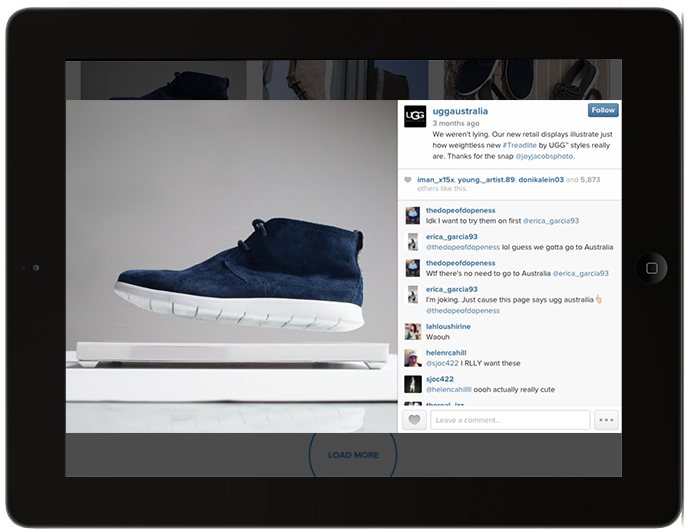 UGG
uggaustralia
Follow
3 months ago
We weren't lying. Our new retail displays illustrate just
how weightless new #Treadlite by UGG™ styles really
are. Thanks for the snap @joyjacobsphoto.
iman_x15x, young._artist.89, donikalein03 and 5,873
others like this.
thedopeofdopeness
Idk I want to try them on first @erica_garcia93
erica_garcia93
@thedopeofdopeness lol guess we gotta go to Australia
thedopeofdopeness
Wtf there's no need to go to Australia @erica_garcia93
erica_garcia93
I'm joking. Just cause this page says ugg austrailia 👆
@thedopeofdopeness
lahloushirine
Waouh
helenrcahill
@sjoc422 I RLLY want these
sjoc422
@helencahillll oooh actually really cute
Leave a comment...
LOAD MORE